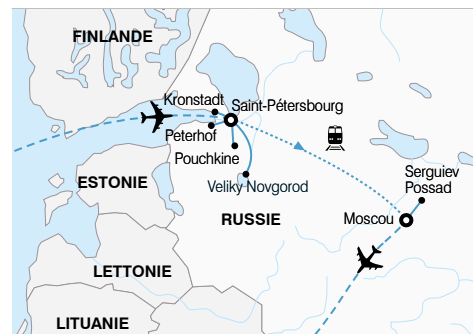 FINLANDE
Kronstadt
Saint-Pétersbourg
Peterhof
Pouchkine
Veliky Novgorod
ESTONIE
RUSSIE
Serguiev
Possad
Moscou
LETTONIE
LITUANIE